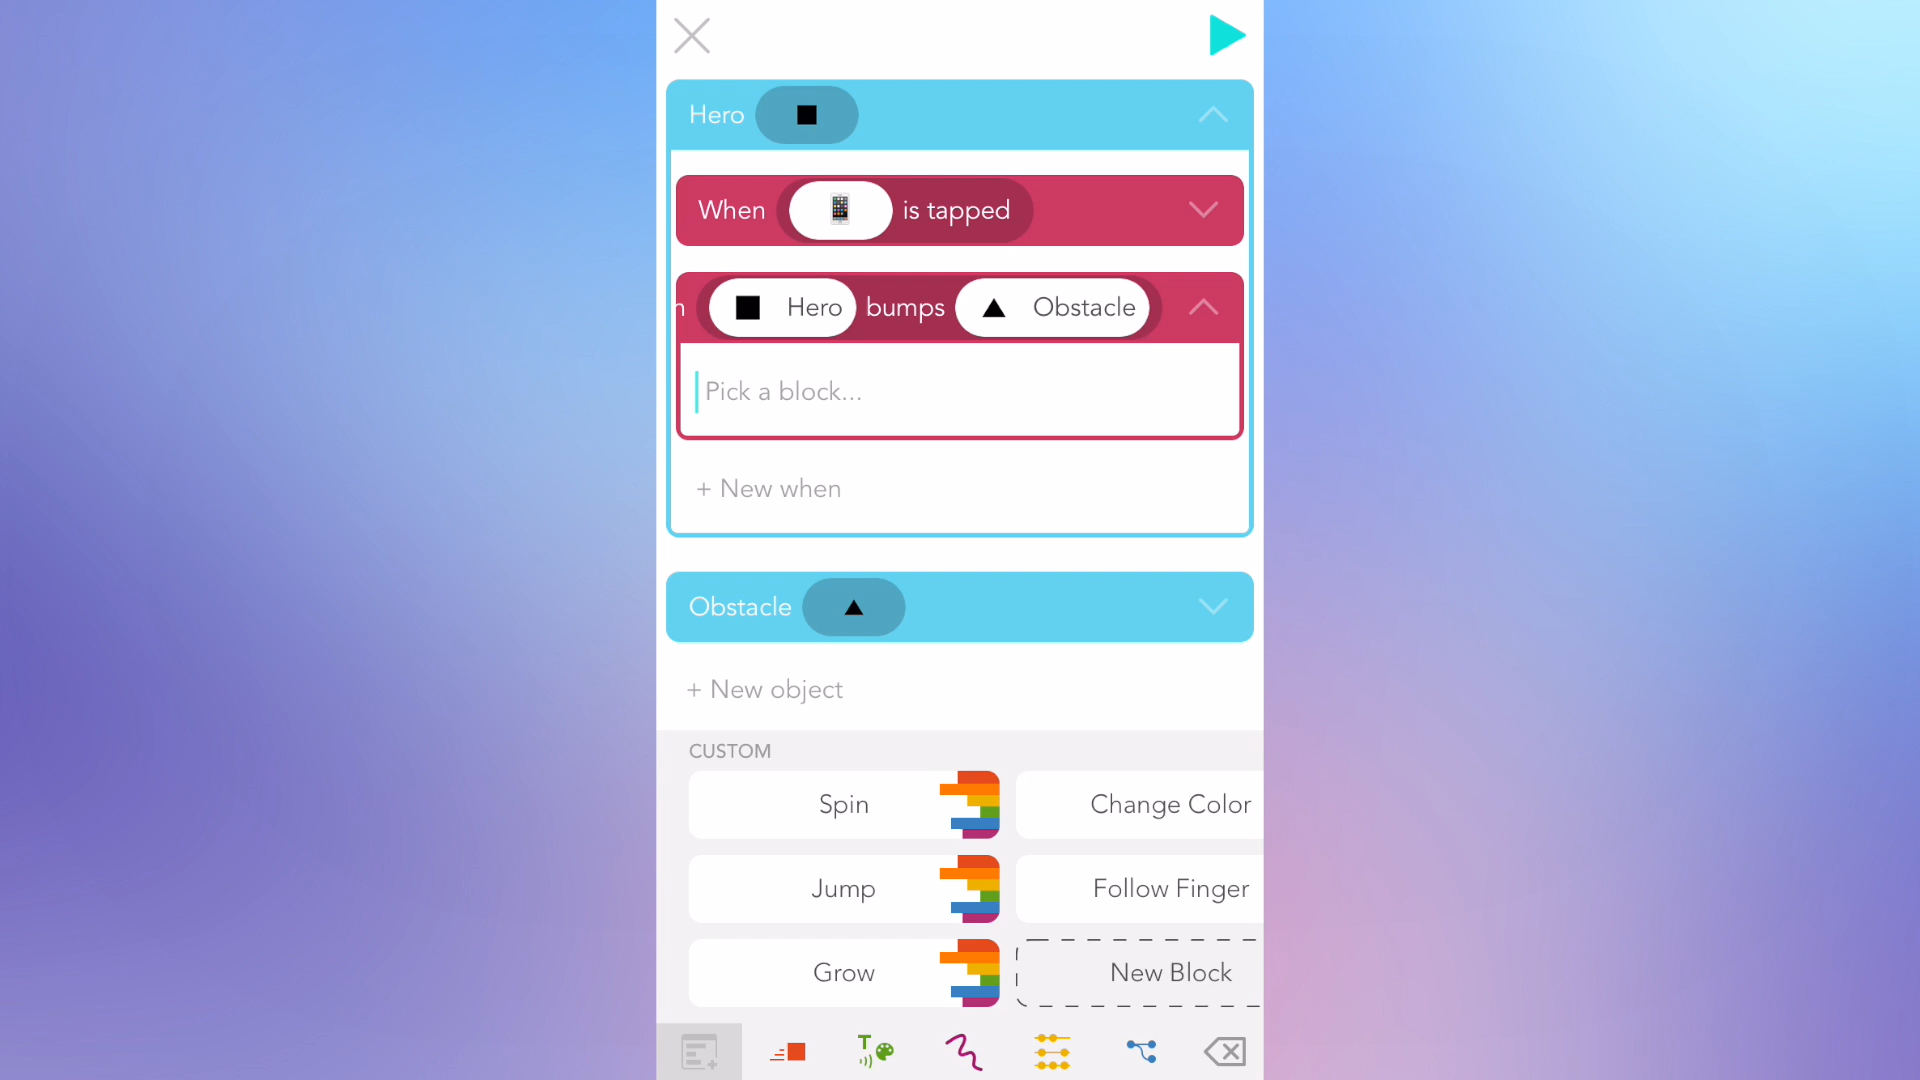 Hero
When is tapped
n Hero bumps Obstacle
Pick a block...
+ New when
Obstacle
+ New object
CUSTOM
Spin Change Color
Jump Follow Finger
Grow New Block
T